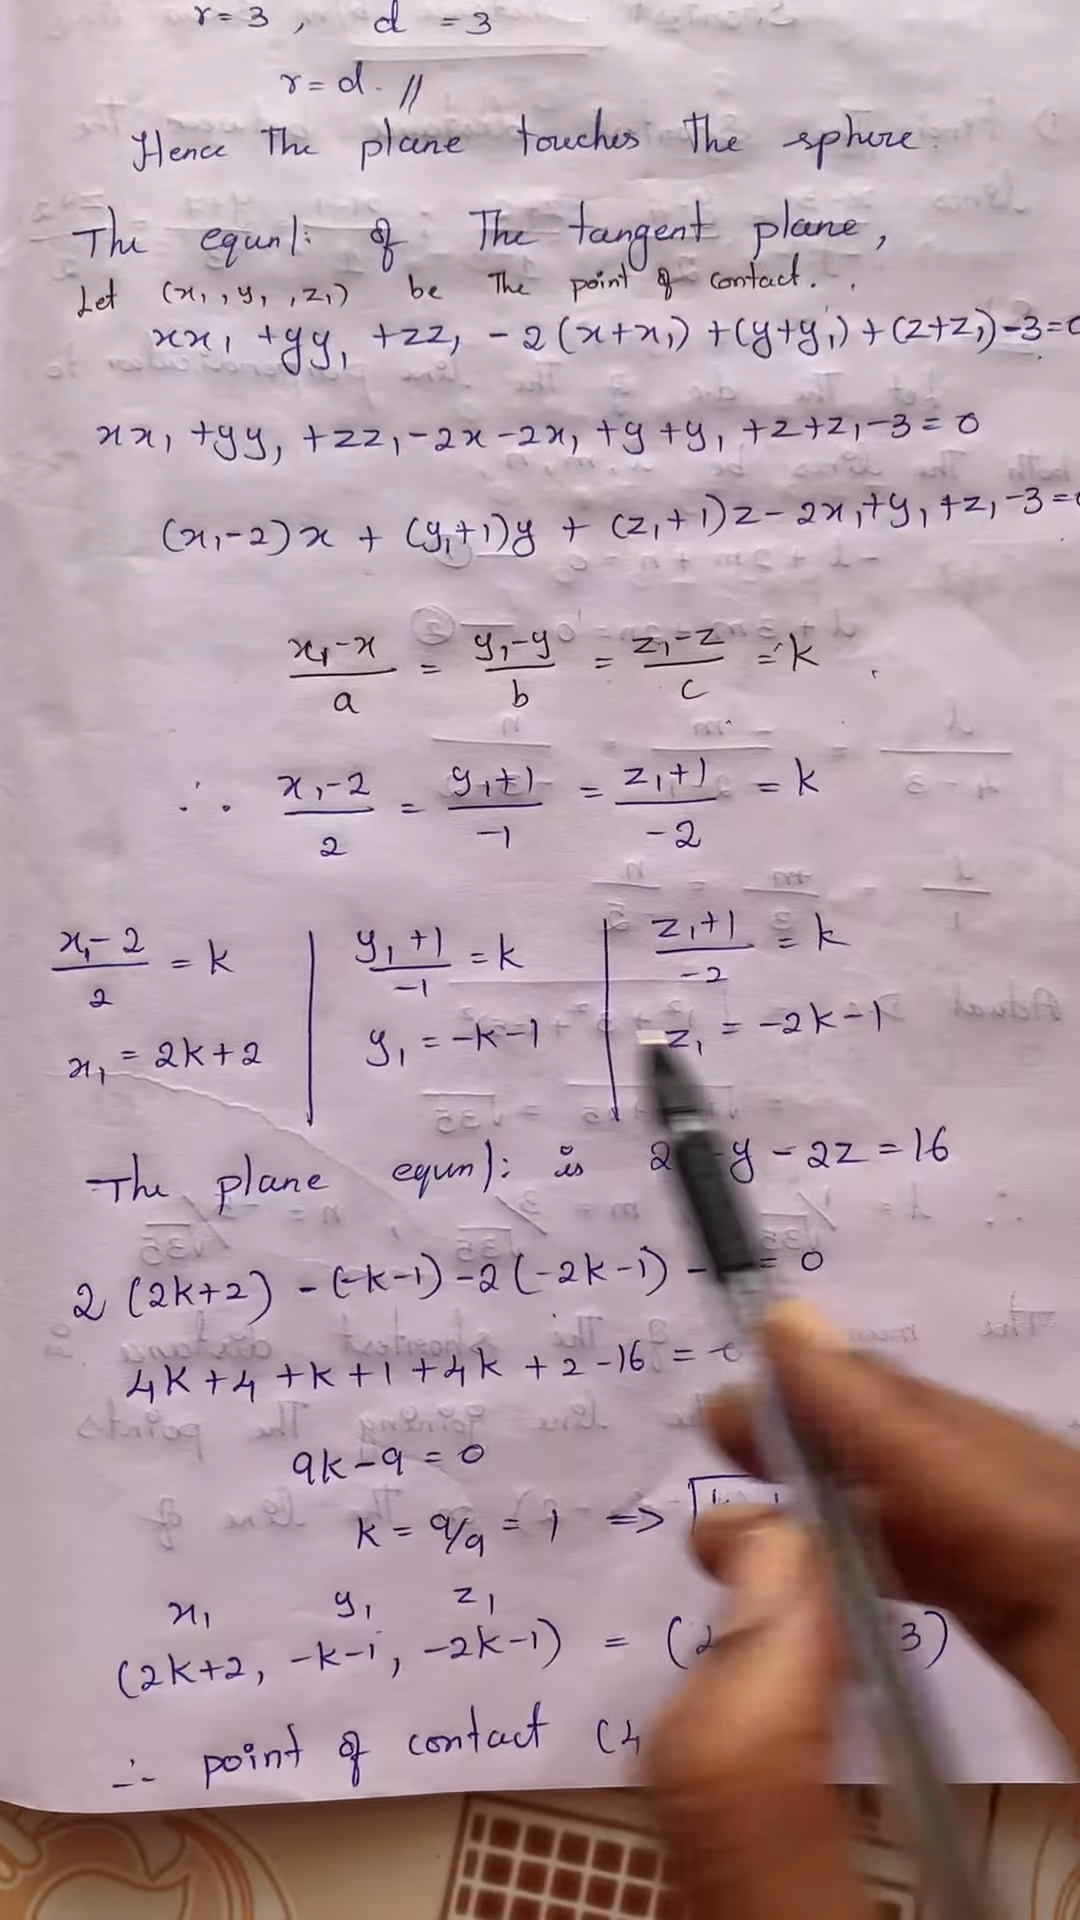 r = 3 , d = 3
r = d. //
Hence The plane touches The sphere.
The equn|: of The tangent plane,
Let (x₁, y₁, z₁) be The point of contact.
xx₁ + yy₁ + zz₁ - 2(x+x₁) + (y+y₁) + (z+z₁) - 3 = 0
xx₁ + yy₁ + zz₁ - 2x - 2x₁ + y + y₁ + z + z₁ - 3 = 0
(x₁-2)x + (y₁+1)y + (z₁+1)z - 2x₁ + y₁ + z₁ - 3 =
(x₁-x)/a = (y₁-y)/b = (z₁-z)/c = k
∴ (x₁-2)/2 = (y₁+1)/-1 = (z₁+1)/-2 = k
(x₁-2)/2 = k | (y₁+1)/-1 = k | (z₁+1)/-2 = k
x₁ = 2k+2 | y₁ = -k-1 | z₁ = -2k-1
The plane equn|: is 2 y - 2z = 16
2 (2k+2) - (-k-1) - 2 (-2k-1) - = 0
4k + 4 + k + 1 + 4k + 2 - 16 =
9k - 9 = 0
k = 9/9 = 1 ⇒
x₁ y₁ z₁
(2k+2, -k-1, -2k-1) = ( 3)
∴ point of contact (4